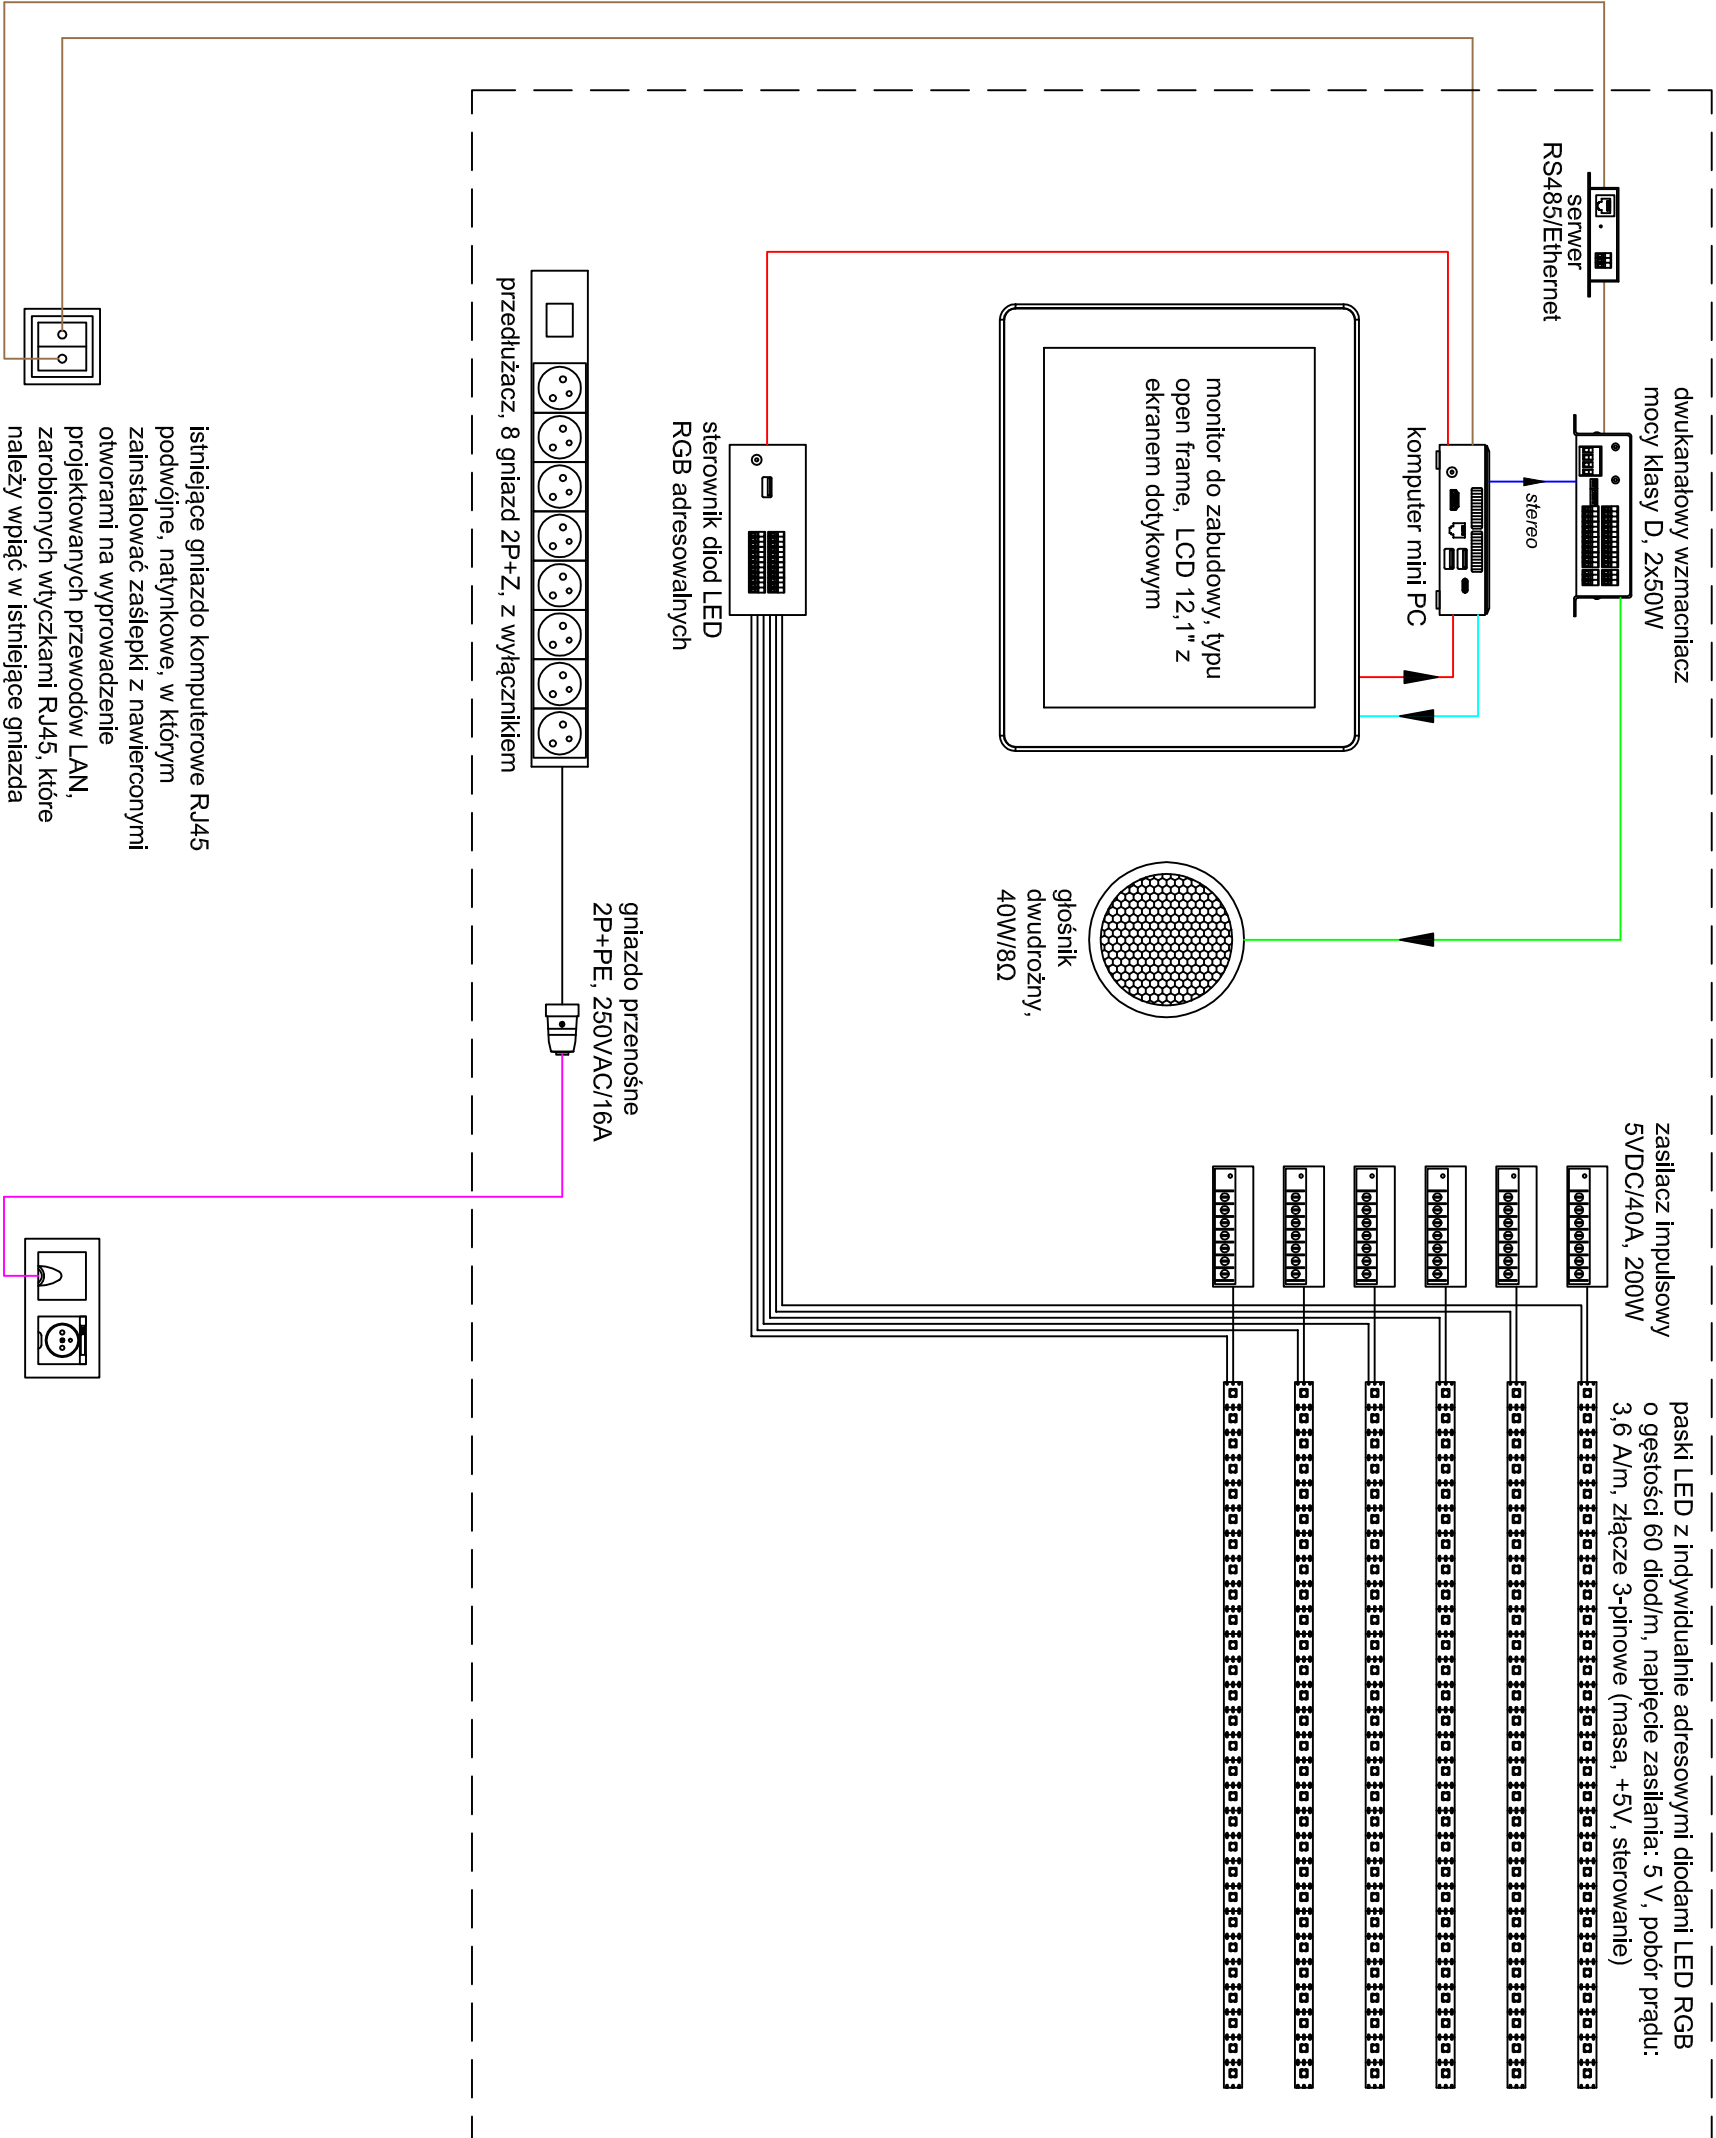 dwukanałowy wzmacniacz
mocy klasy D, 2x50W
serwer
RS485/Ethernet
stereo
komputer mini PC
monitor do zabudowy, typu
open frame, LCD 12,1" z
ekranem dotykowym
głośnik
dwudrożny,
40W/8Ω
zasilacz impulsowy
5VDC/40A, 200W
paski LED z indywidualnie adresowymi diodami LED RGB
o gęstości 60 diod/m, napięcie zasilania: 5 V, pobór prądu:
3,6 A/m, złącze 3-pinowe (masa, +5V, sterowanie)
sterownik diod LED
RGB adresowalnych
przedłużacz, 8 gniazd 2P+Z, z wyłącznikiem
gniazdo przenośne
2P+PE, 250VAC/16A
istniejące gniazdo komputerowe RJ45
podwójne, natynkowe, w którym
zainstalować zaślepki z nawierconymi
otworami na wyprowadzenie
projektowanych przewodów LAN,
zarobionych wtyczkami RJ45, które
należy wpiąć w istniejące gniazda